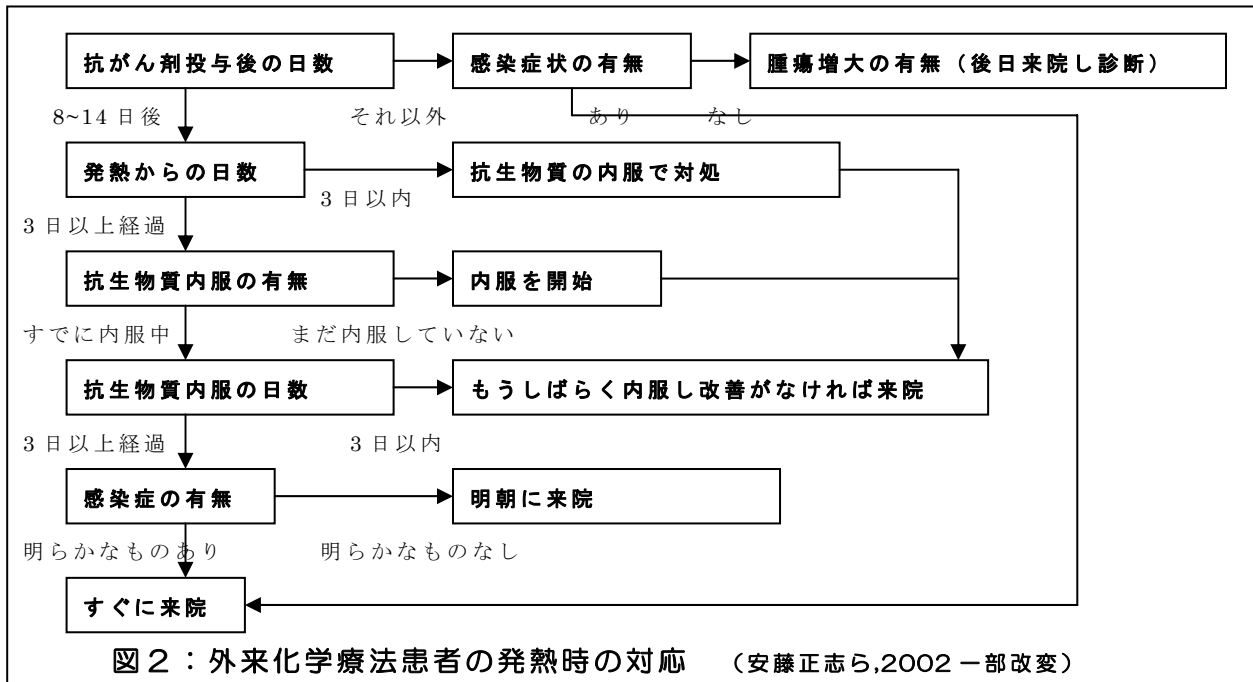 抗がん剤投与後の日数 感染症状の有無 腫瘍増大の有無（後日来院し診断）
8~14日後 それ以外 あり なし
発熱からの日数 抗生物質の内服で対処
3日以内
3日以上経過
抗生物質内服の有無 内服を開始
すでに内服中 まだ内服していない
抗生物質内服の日数 もうしばらく内服し改善がなければ来院
3日以上経過 3日以内
感染症の有無 明朝に来院
明らかなものあり 明らかなものなし
すぐに来院
図２：外来化学療法患者の発熱時の対応 （安藤正志ら,2002一部改変）